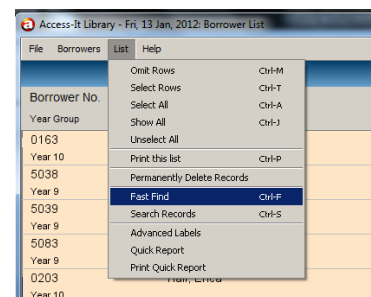 Access-It Library - Fri, 13 Jan, 2012: Borrower List
File Borrowers List Help
Omit Rows Ctrl-M
Select Rows Ctrl-T
Select All Ctrl-A
Show All Ctrl-J
Unselect All
Print this list Ctrl-P
Permanently Delete Records
Fast Find Ctrl-F
Search Records Ctrl-S
Advanced Labels
Quick Report
Print Quick Report
Borrower No.
Year Group
0163
Year 10
5038
Year 9
5039
Year 9
5083
Year 9
0203
Year 10